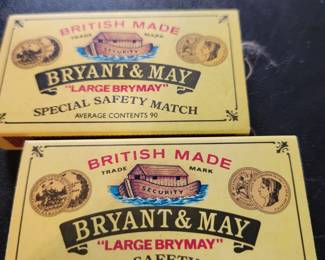 BRITISH MADE
TRADE MARK
SECURITY
BRYANT & MAY
"LARGE BRYMAY"
SPECIAL SAFETY MATCH
AVERAGE CONTENTS 90
BRITISH MADE
TRADE MARK
SECURITY
BRYANT & MAY
"LARGE BRYMAY"
SAFETY